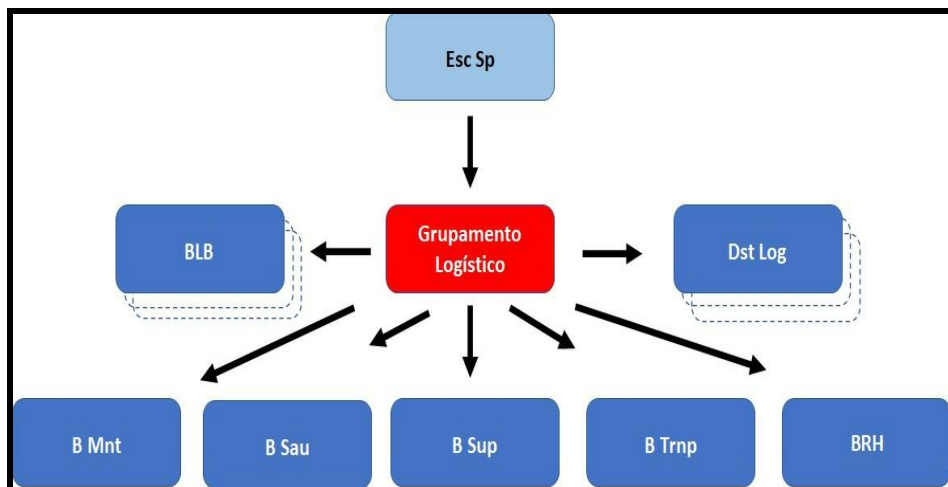 Esc Sp
BLB
Grupamento
Logístico
Dst Log
B Mnt
B Sau
B Sup
B Trnp
BRH